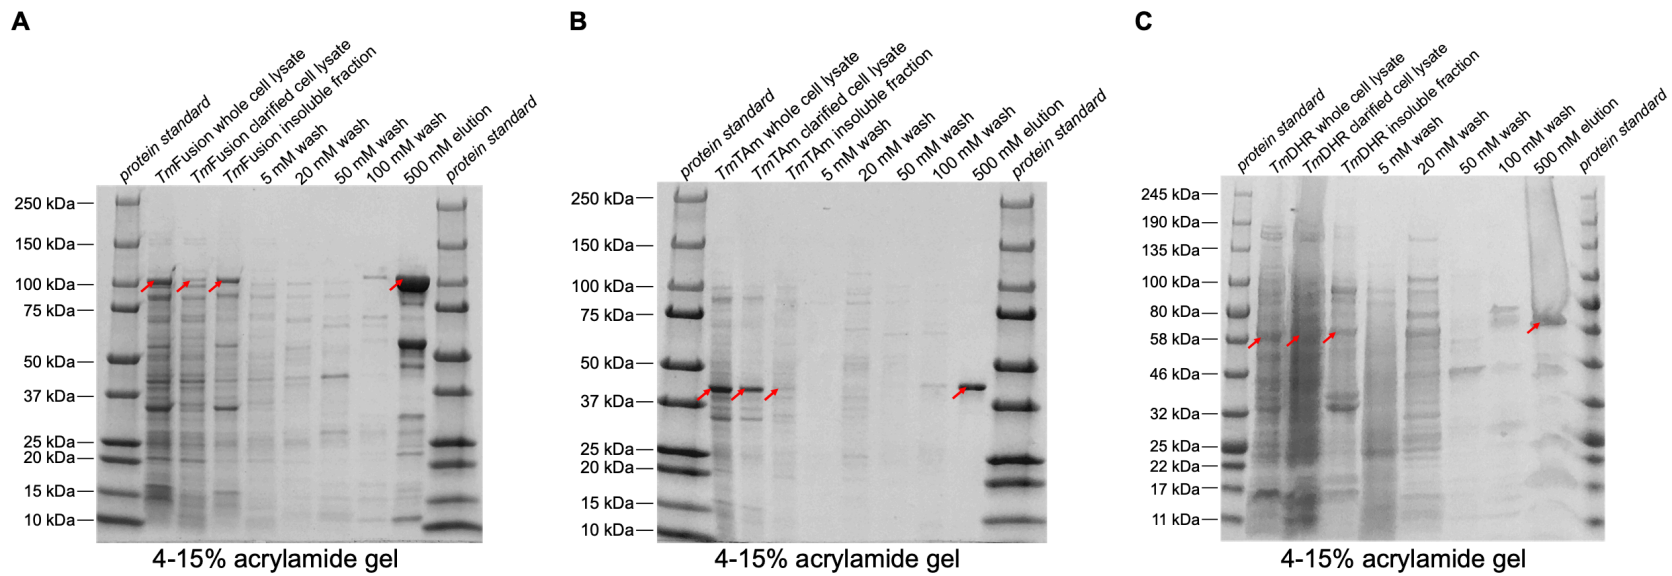 A
protein standard
TmFusion whole cell lysate
TmFusion clarified cell lysate
TmFusion insoluble fraction
5 mM wash
20 mM wash
50 mM wash
100 mM wash
500 mM elution
protein standard
250 kDa
150 kDa
100 kDa
75 kDa
50 kDa
37 kDa
25 kDa
20 kDa
15 kDa
10 kDa
4-15% acrylamide gel
B
protein standard
TmTAm whole cell lysate
TmTAm clarified cell lysate
TmTAm insoluble fraction
5 mM wash
20 mM wash
50 mM wash
100 mM wash
500 mM elution
protein standard
250 kDa
150 kDa
100 kDa
75 kDa
50 kDa
37 kDa
25 kDa
20 kDa
15 kDa
10 kDa
4-15% acrylamide gel
C
protein standard
TmDHR whole cell lysate
TmDHR clarified cell lysate
TmDHR insoluble fraction
5 mM wash
20 mM wash
50 mM wash
100 mM wash
500 mM elution
protein standard
245 kDa
190 kDa
135 kDa
100 kDa
80 kDa
58 kDa
46 kDa
32 kDa
25 kDa
22 kDa
17 kDa
11 kDa
4-15% acrylamide gel